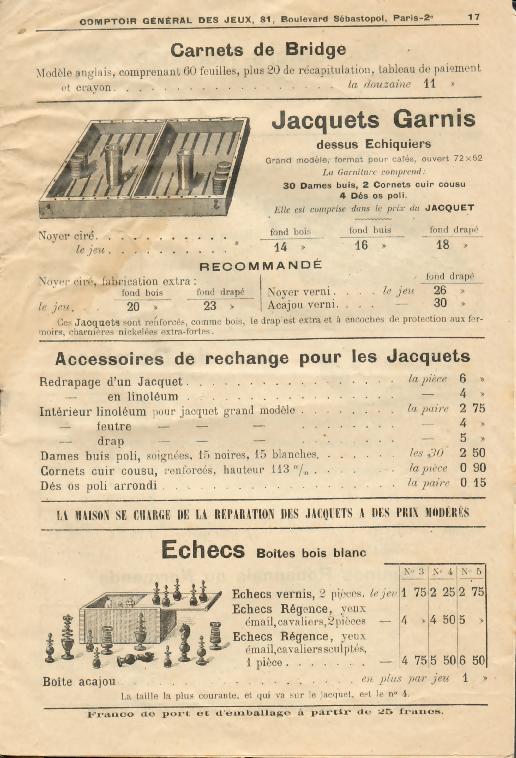 COMPTOIR GÉNÉRAL DES JEUX, 81, Boulevard Sébastopol, Paris-2e 17
Carnets de Bridge
Modèle anglais, comprenant 60 feuilles, plus 20 de récapitulation, tableau de paiement
et crayon. . . . . . . . . . . . . . . . la douzaine 11 »
Jacquets Garnis
dessus Echiquiers
Grand modèle, format pour cafés, ouvert 72×62
La Garniture comprend:
30 Dames buis, 2 Cornets cuir cousu
4 Dés os poli.
Elle est comprise dans le prix du JACQUET
fond bois fond buis fond drapé
Noyer ciré. . . . . . . . . . .
le jeu. . . . . . . . . . 14 » 16 » 18 »
RECOMMANDÉ
Noyer ciré, fabrication extra :
fond bois fond drapé
le jeu. . . . 20 » 23 »
fond drapé
Noyer verni. . . . le jeu 26 »
Acajou verni. . . . — 30 »
Ces Jacquets sont renforcés, comme bois, le drap est extra et à encoches de protection aux fer-
moirs, charnières nickelées extra-fortes.
Accessoires de rechange pour les Jacquets
Redrapage d'un Jacquet. . . . . . . . . . . . la pièce 6 »
— en linoléum. . . . . . . . . . . . — 4 »
Intérieur linoléum pour jacquet grand modèle . . . . . . la paire 2 75
— feutre — — — . . . . . . — 4 »
— drap — — — . . . . . . — 5 »
Dames buis poli, soignées, 15 noires, 15 blanches. . . . . . les 30 2 50
Cornets cuir cousu, renforcés, hauteur 113 m/m . . . . . . la pièce 0 90
Dés os poli arrondi . . . . . . . . . . . . la paire 0 15
LA MAISON SE CHARGE DE LA REPARATION DES JACQUETS A DES PRIX MODÉRÉS
Echecs Boîtes bois blanc
No 3 No 4 No 5
Echecs vernis, 2 pièces. le jeu 1 75 2 25 2 75
Echecs Régence, yeux
émail, cavaliers, 2 pièces — 4 » 4 50 5 »
Echecs Régence, yeux
émail, cavaliers sculptés,
1 pièce . . . . . . . — 4 75 5 50 6 50
Boîte acajou . . . . . . . . . . . . en plus par jeu 1 »
La taille la plus courante, et qui va sur le jacquet, est le no 4.
Franco de port et d'emballage à partir de 25 francs.